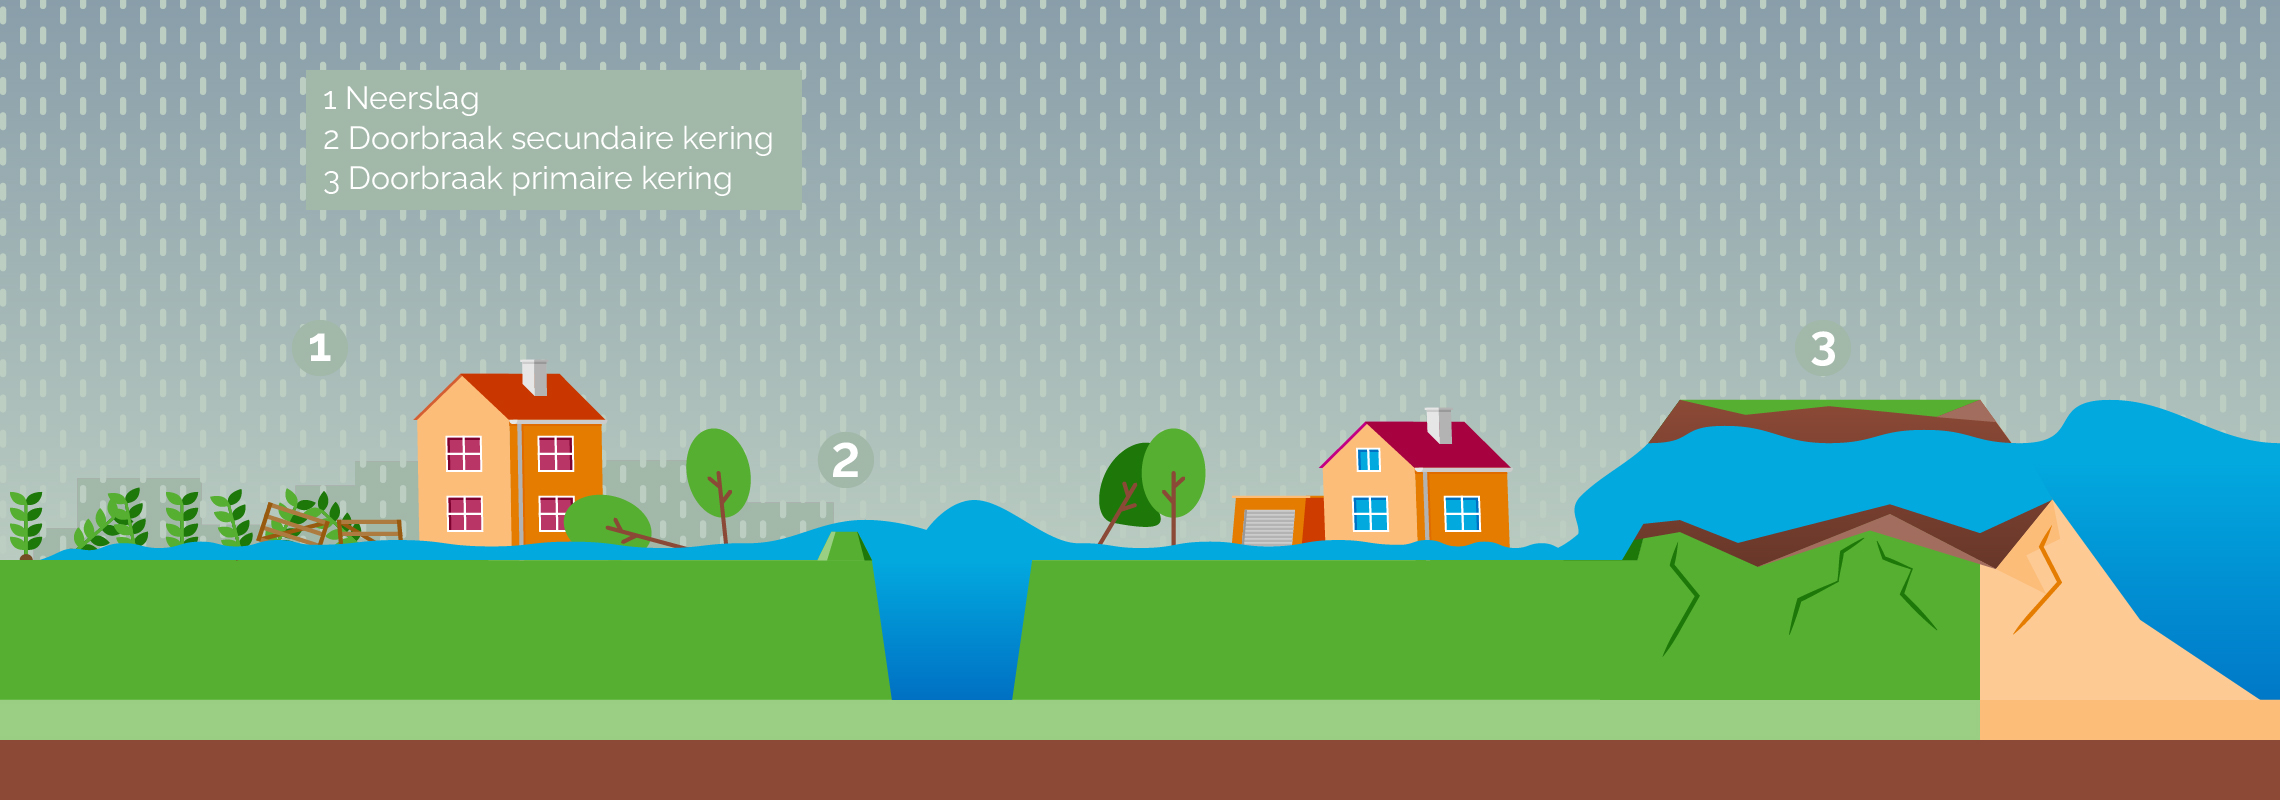 1 Neerslag
2 Doorbraak secundaire kering
3 Doorbraak primaire kering
1
2
3